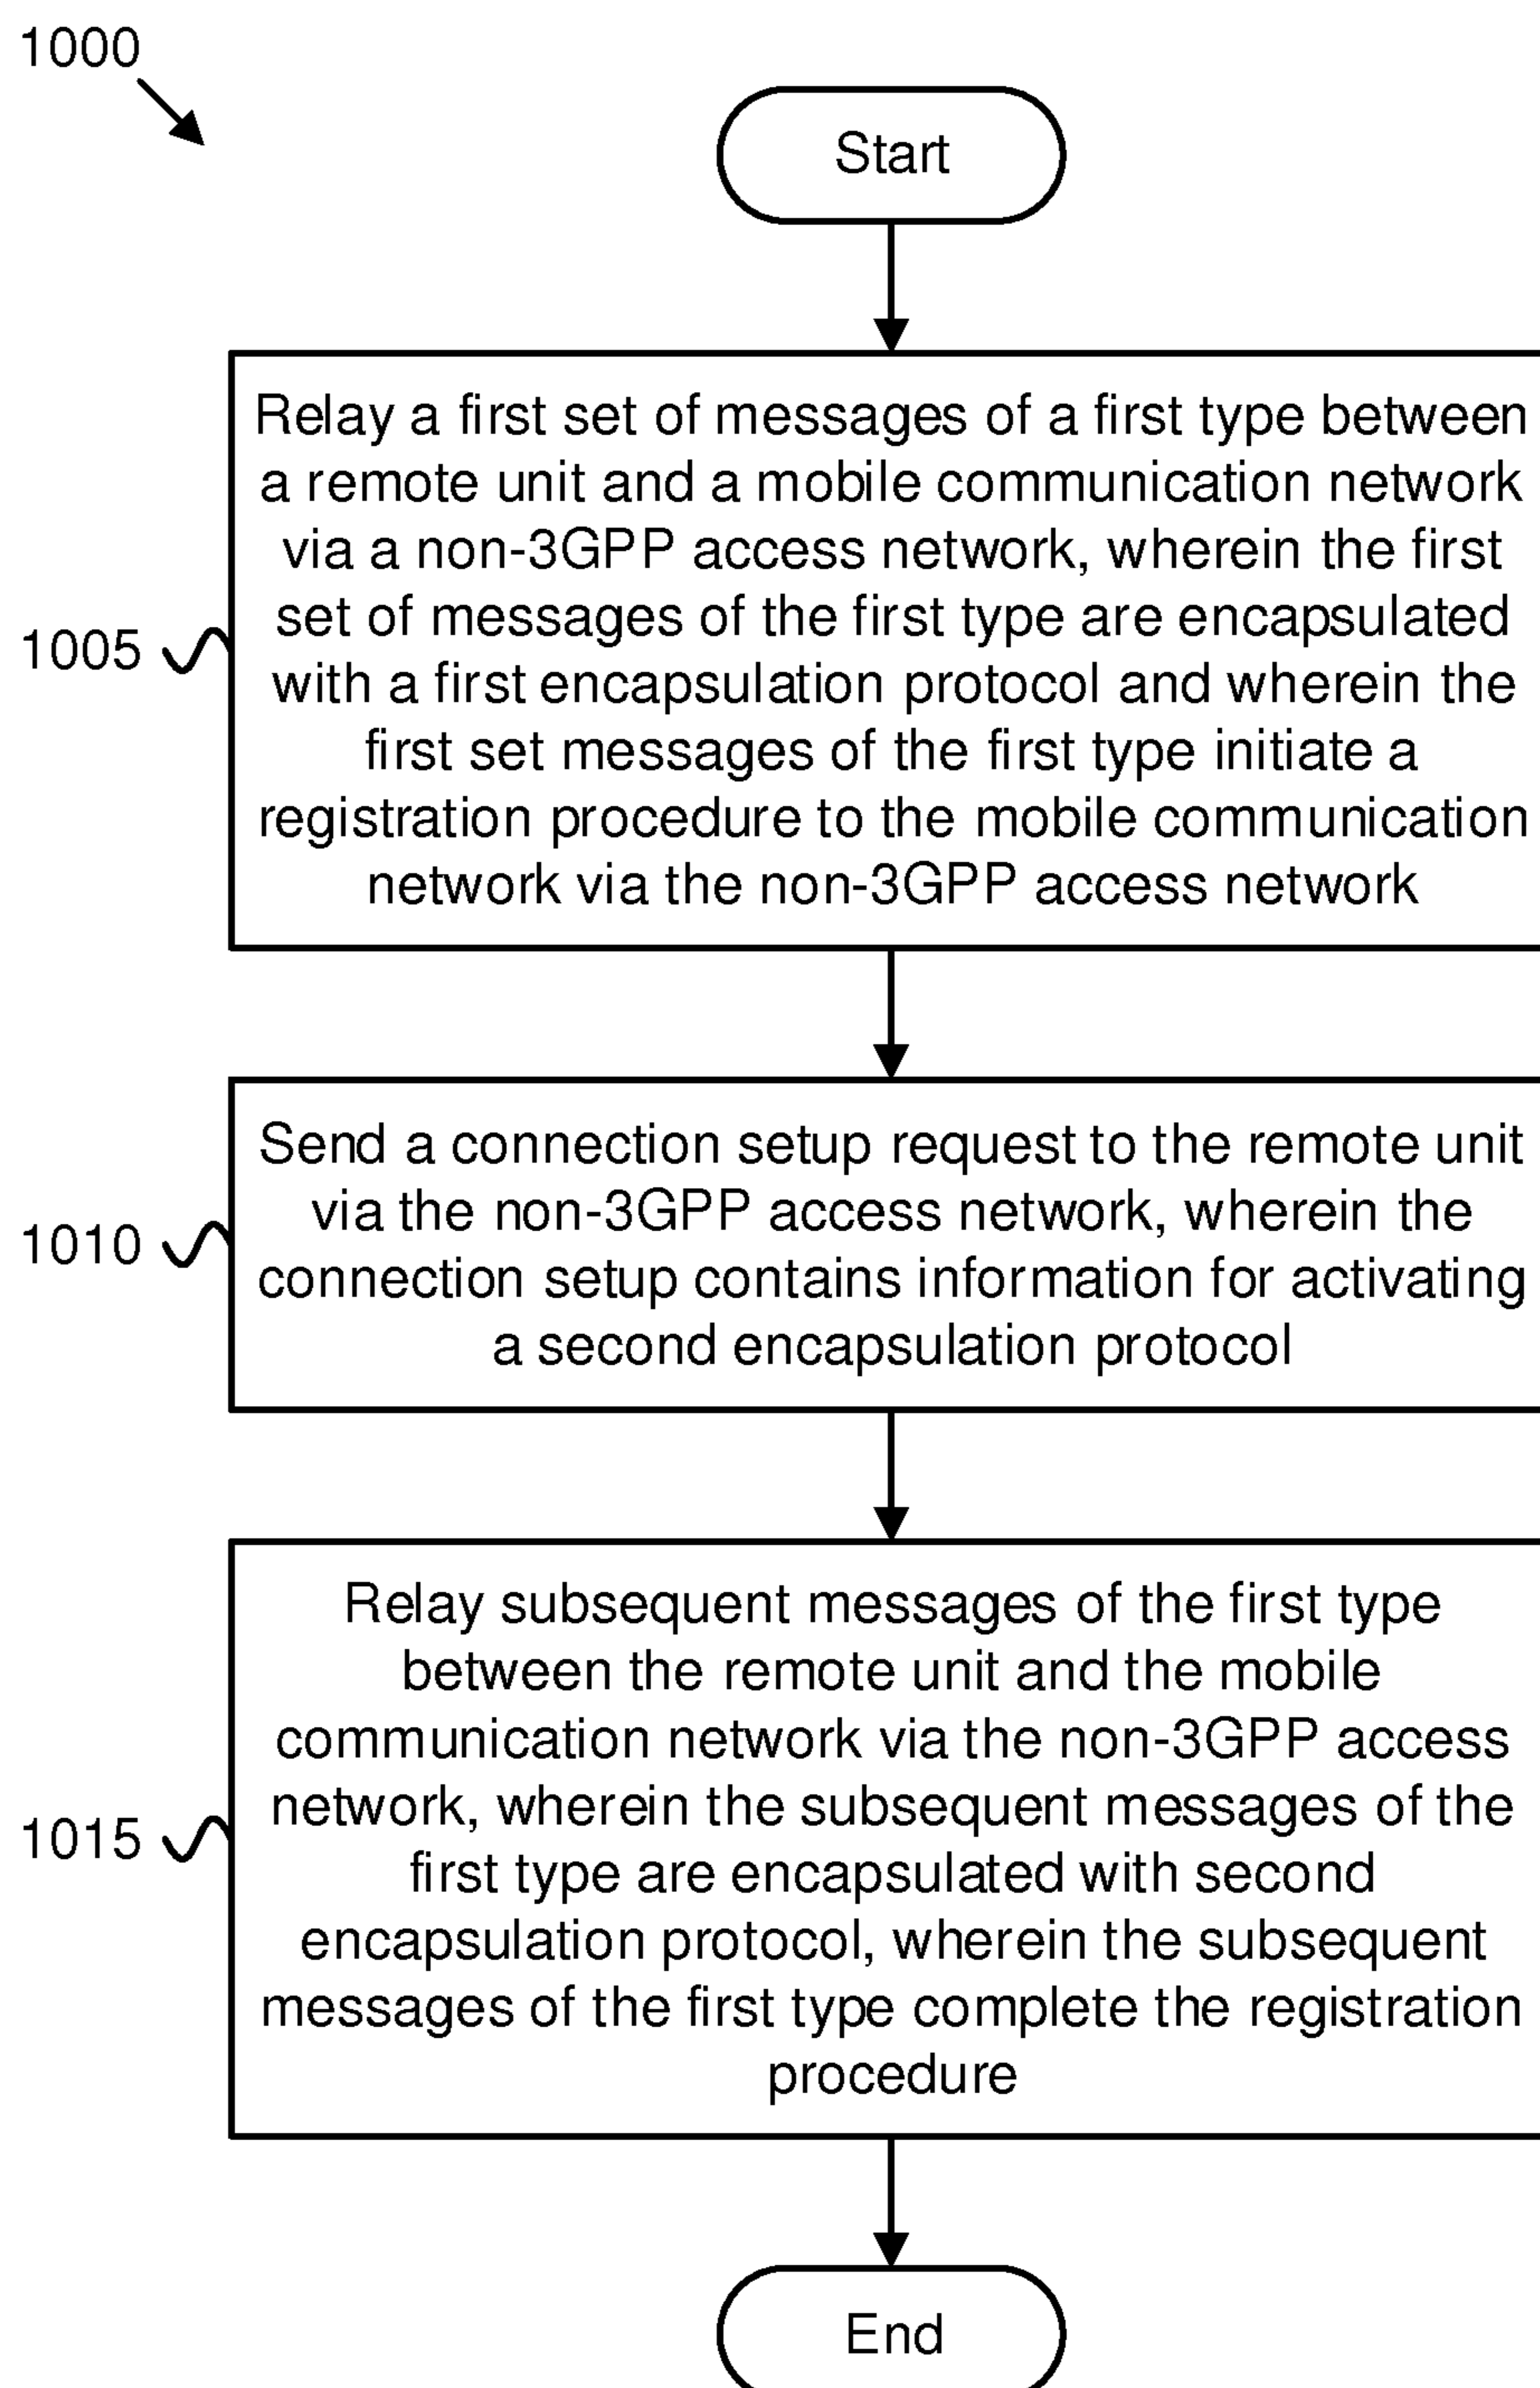 1000
Start
Relay a first set of messages of a first type between
a remote unit and a mobile communication network
via a non-3GPP access network, wherein the first
set of messages of the first type are encapsulated
with a first encapsulation protocol and wherein the
first set messages of the first type initiate a
registration procedure to the mobile communication
network via the non-3GPP access network
1005
Send a connection setup request to the remote unit
via the non-3GPP access network, wherein the
connection setup contains information for activating
a second encapsulation protocol
1010
Relay subsequent messages of the first type
between the remote unit and the mobile
communication network via the non-3GPP access
network, wherein the subsequent messages of the
first type are encapsulated with second
encapsulation protocol, wherein the subsequent
messages of the first type complete the registration
procedure
1015
End